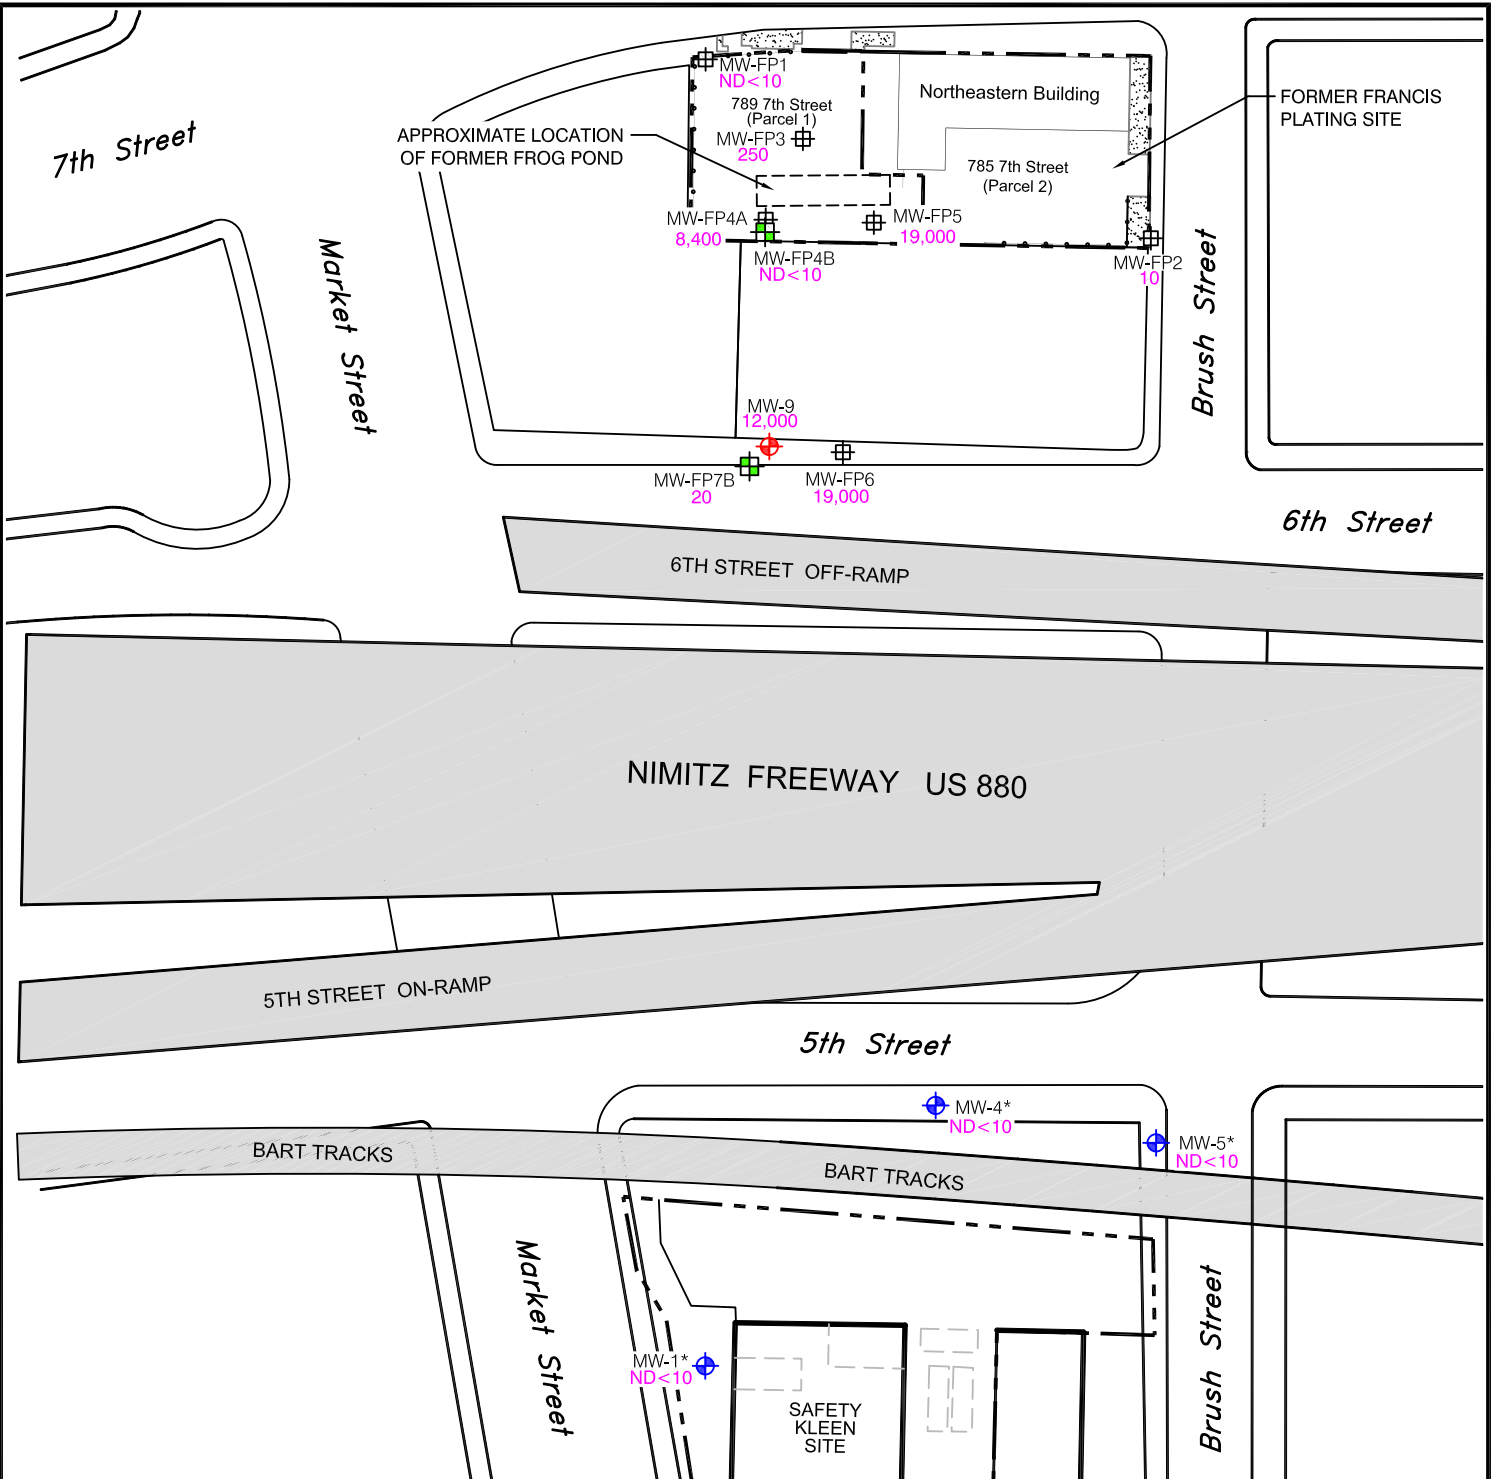 MW-FP1
ND<10
789 7th Street
(Parcel 1)
MW-FP3
250
Northeastern Building
FORMER FRANCIS
PLATING SITE
APPROXIMATE LOCATION
OF FORMER FROG POND
7th Street
785 7th Street
(Parcel 2)
MW-FP4A
8,400
MW-FP5
19,000
MW-FP4B
ND<10
MW-FP2
10
Market Street
Brush Street
MW-9
12,000
MW-FP7B
20
MW-FP6
19,000
6th Street
6TH STREET OFF-RAMP
NIMITZ FREEWAY US 880
5TH STREET ON-RAMP
5th Street
MW-4*
ND<10
MW-5*
ND<10
BART TRACKS
BART TRACKS
Market Street
Brush Street
MW-1*
ND<10
SAFETY
KLEEN
SITE